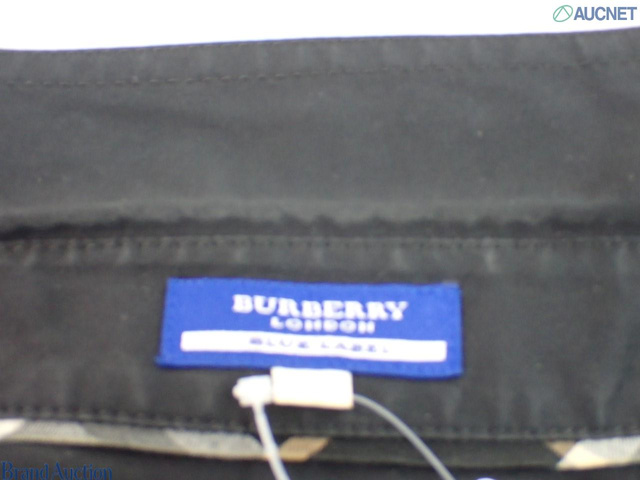 AUCNET
BURBERRY
LONDON
BLUE LABEL
Brand Auction